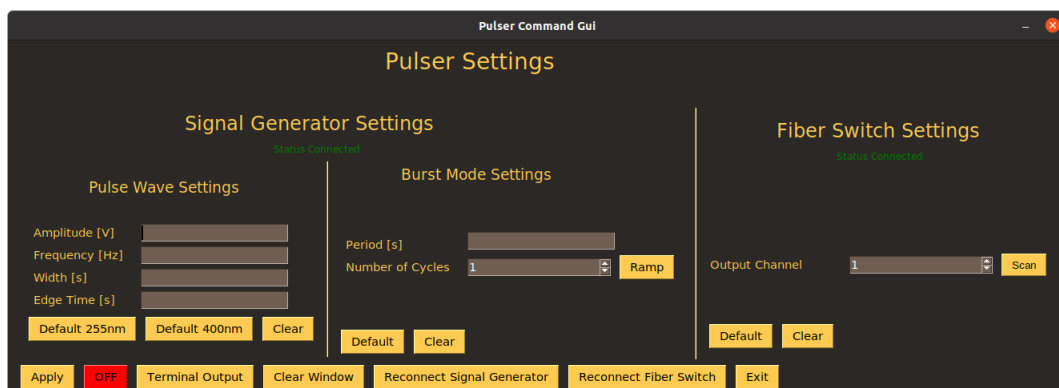 Pulser Command Gui
Pulser Settings
Signal Generator Settings
Status Connected
Pulse Wave Settings
Amplitude [V]
Frequency [Hz]
Width [s]
Edge Time [s]
Default 255nm Default 400nm Clear
Burst Mode Settings
Period [s]
Number of Cycles 1 Ramp
Default Clear
Fiber Switch Settings
Status Connected
Output Channel 1 Scan
Default Clear
Apply OFF Terminal Output Clear Window Reconnect Signal Generator Reconnect Fiber Switch Exit